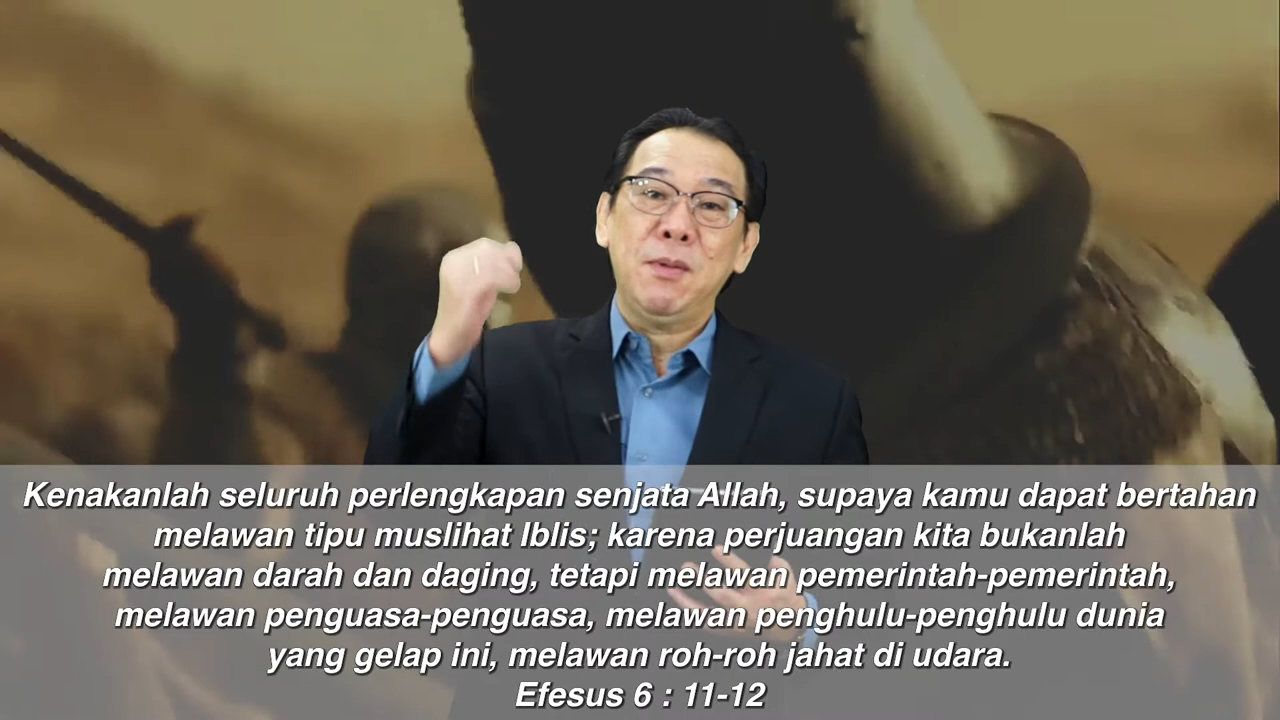 Kenakanlah seluruh perlengkapan senjata Allah, supaya kamu dapat bertahan
melawan tipu muslihat Iblis; karena perjuangan kita bukanlah
melawan darah dan daging, tetapi melawan pemerintah-pemerintah,
melawan penguasa-penguasa, melawan penghulu-penghulu dunia
yang gelap ini, melawan roh-roh jahat di udara.
Efesus 6 : 11-12